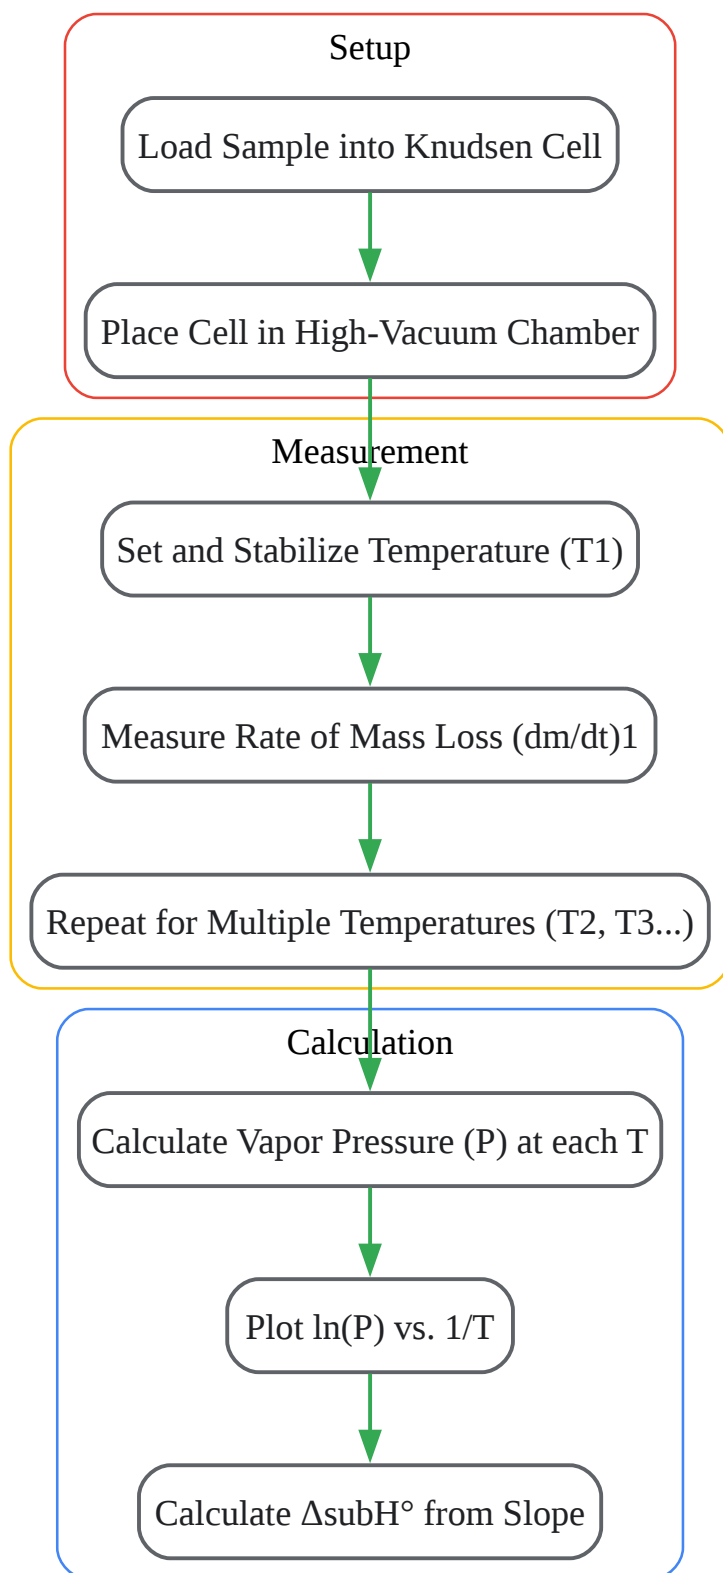 Setup
Load Sample into Knudsen Cell
Place Cell in High-Vacuum Chamber
Measurement
Set and Stabilize Temperature (T1)
Measure Rate of Mass Loss (dm/dt)1
Repeat for Multiple Temperatures (T2, T3...)
Calculation
Calculate Vapor Pressure (P) at each T
Plot ln(P) vs. 1/T
Calculate ΔsubH° from Slope